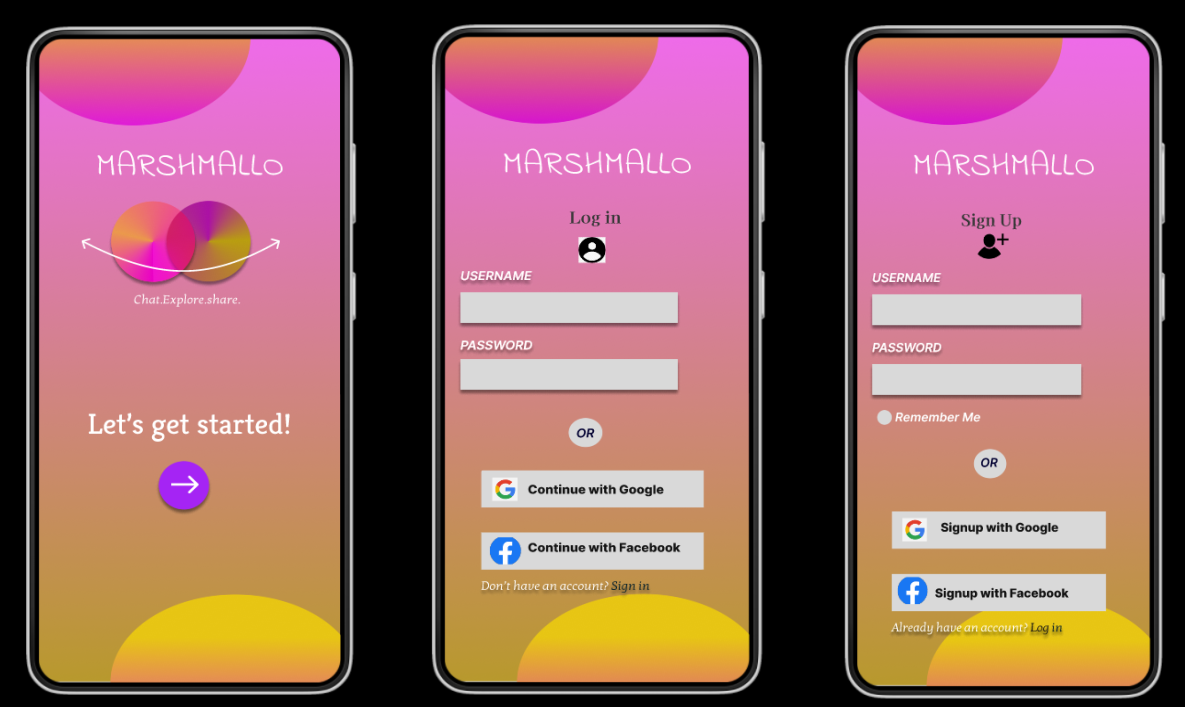 MARSHMALLO
Chat.Explore.share.
Let's get started!
MARSHMALLO
Log in
USERNAME
PASSWORD
OR
Continue with Google
Continue with Facebook
Don't have an account? Sign in
MARSHMALLO
Sign Up
USERNAME
PASSWORD
Remember Me
OR
Signup with Google
Signup with Facebook
Already have an account? Log in